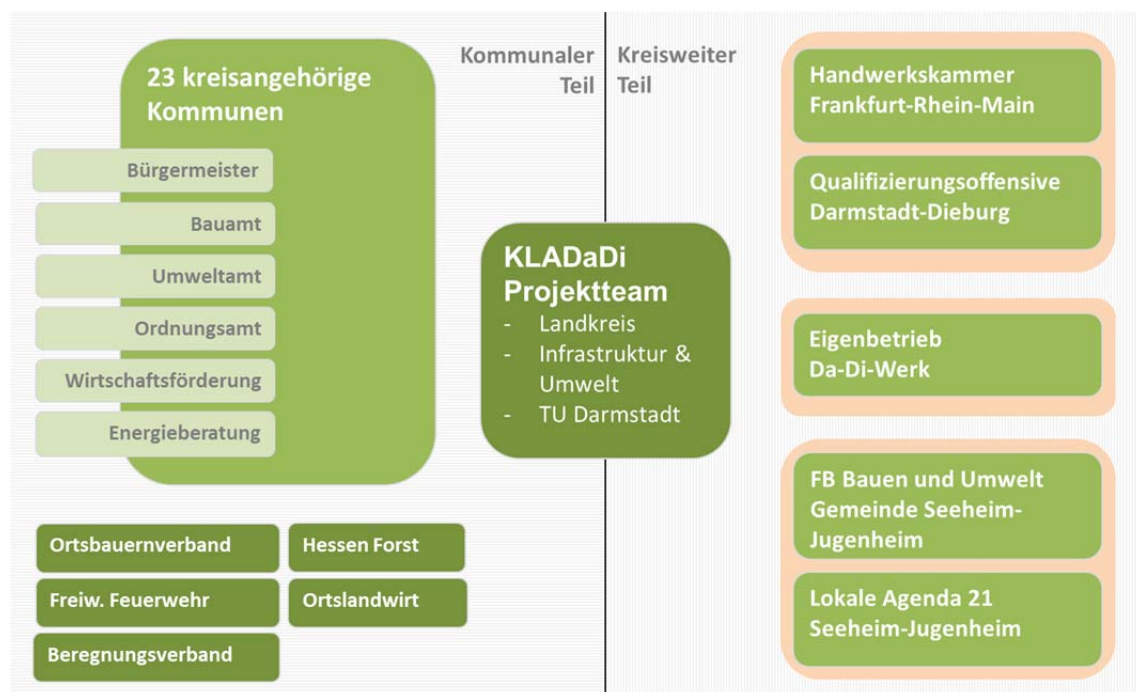 23 kreisangehörige
Kommunen
Bürgermeister
Bauamt
Umweltamt
Ordnungsamt
Wirtschaftsförderung
Energieberatung
Ortsbauernverband
Hessen Forst
Freiw. Feuerwehr
Ortslandwirt
Beregnungsverband
Kommunaler
Teil
Kreisweiter
Teil
KLADaDi
Projektteam
- Landkreis
- Infrastruktur &
Umwelt
- TU Darmstadt
Handwerkskammer
Frankfurt-Rhein-Main
Qualifizierungsoffensive
Darmstadt-Dieburg
Eigenbetrieb
Da-Di-Werk
FB Bauen und Umwelt
Gemeinde Seeheim-
Jugenheim
Lokale Agenda 21
Seeheim-Jugenheim